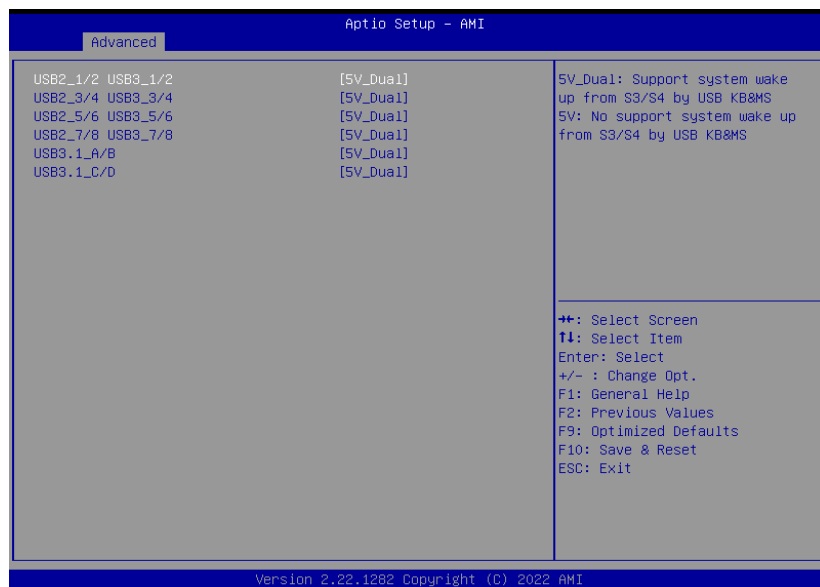 Aptio Setup - AMI
Advanced
USB2_1/2 USB3_1/2 [5V_Dual]
USB2_3/4 USB3_3/4 [5V_Dual]
USB2_5/6 USB3_5/6 [5V_Dual]
USB2_7/8 USB3_7/8 [5V_Dual]
USB3.1_A/B [5V_Dual]
USB3.1_C/D [5V_Dual]
5V_Dual: Support system wake
up from S3/S4 by USB KB&MS
5V: No support system wake up
from S3/S4 by USB KB&MS
→←: Select Screen
↑↓: Select Item
Enter: Select
+/- : Change Opt.
F1: General Help
F2: Previous Values
F9: Optimized Defaults
F10: Save & Reset
ESC: Exit
Version 2.22.1282 Copyright (C) 2022 AMI